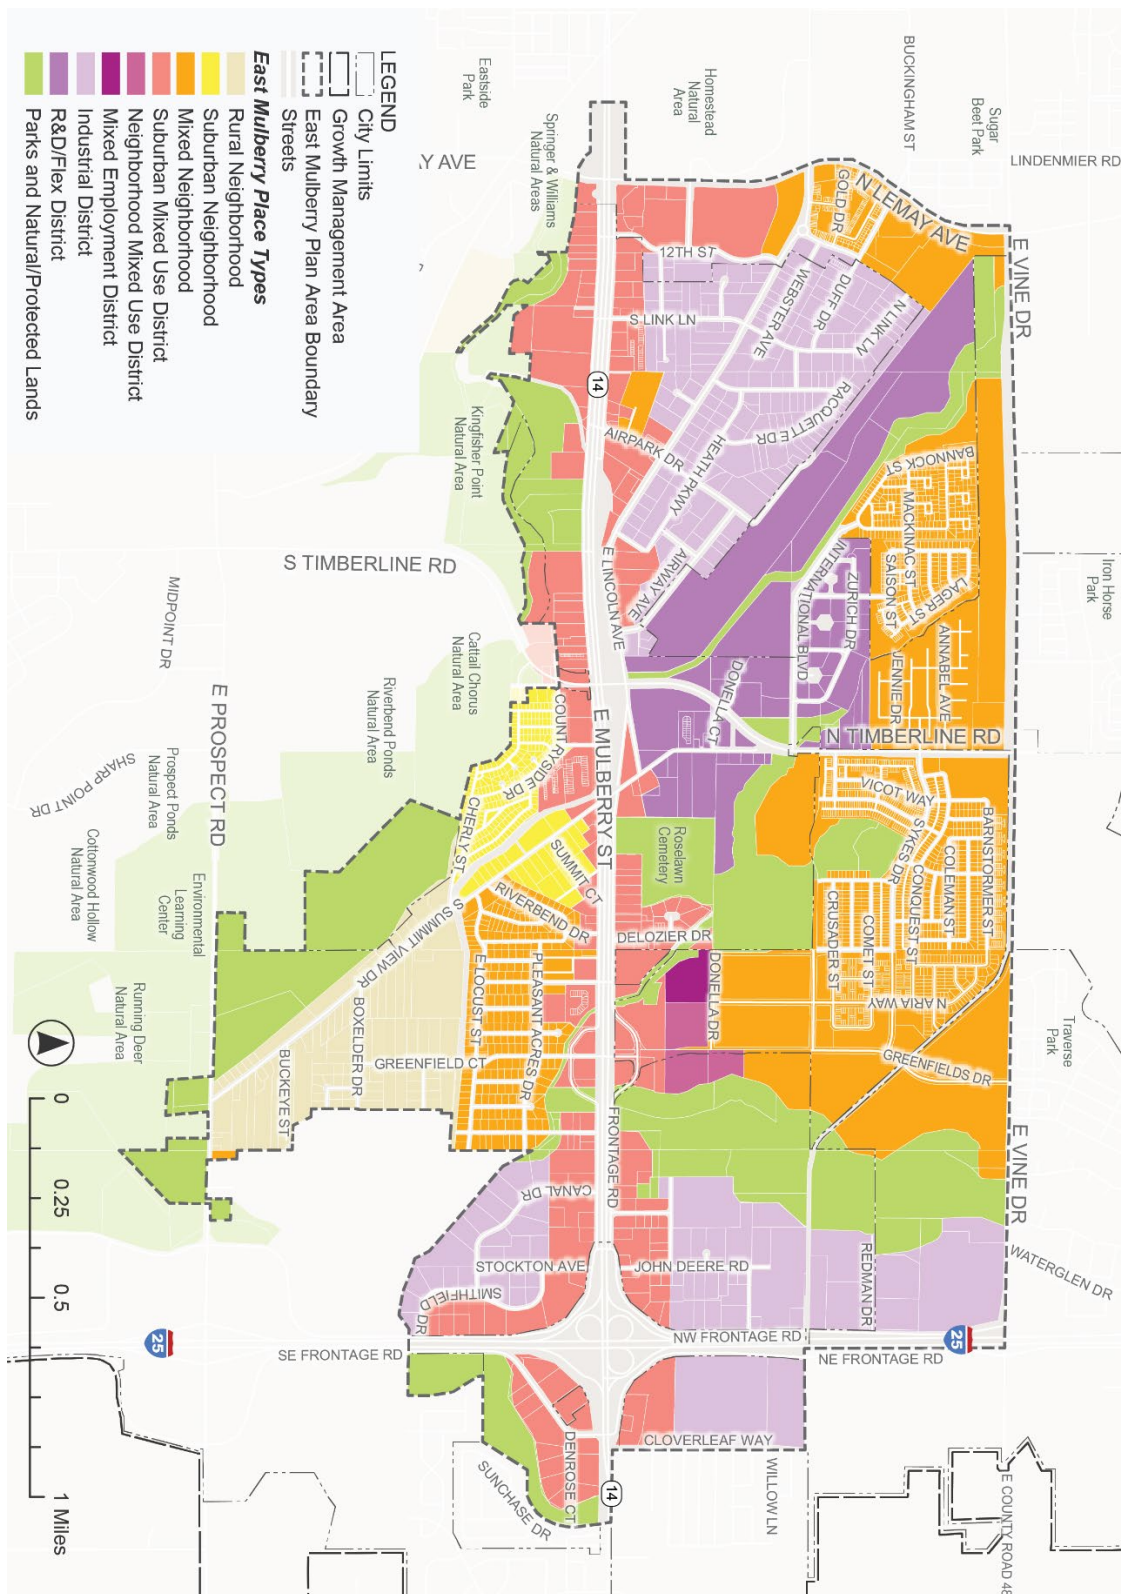 LEGEND
City Limits
Growth Management Area
East Mulberry Plan Area Boundary
Streets
East Mulberry Place Types
Rural Neighborhood
Suburban Neighborhood
Mixed Neighborhood
Suburban Mixed Use District
Neighborhood Mixed Use District
Mixed Employment District
Industrial District
R&D/Flex District
Parks and Natural/Protected Lands
BUCKINGHAM ST
Sugar
Beet Park
LINDENMIER RD
Homestead
Natural
Area
Eastside
Park
Springer & Williams
Natural Areas
AY AVE
N LEMAY AVE
GOLD DR
E VINE DR
12TH ST
DUFF DR
WEBSTER AVE
N LINK LN
S LINK LN
RACQUETTE DR
14
AIRPARK DR
HEATH PKWY
Kingfisher Point
Natural Area
BANNOCK ST
MACKINAC ST
SAISON ST
LAGER ST
Iron Horse
Park
S TIMBERLINE RD
E LINCOLN AVE
AIRWAY AVE
INTERNATIONAL BLVD
ZURICH DR
JENNIE DR
ANNABEL AVE
MIDPOINT DR
Cattail Chorus
Natural Area
Riverbend Ponds
Natural Area
DONELLA CT
N TIMBERLINE RD
E PROSPECT RD
SHARP POINT DR
Prospect Ponds
Natural Area
COUNTRYSIDE DR
CHERLY ST
E MULBERRY ST
SUMMIT CT
Roselawn
Cemetery
VICOT WAY
SYKES DR
BARNSTORMER ST
COLEMAN ST
CONQUEST ST
COMET ST
CRUSADER ST
Cottonwood Hollow
Natural Area
Environmental
Learning
Center
S SUMMIT VIEW DR
RIVERBEND DR
DELOZIER DR
DONELLA DR
E LOCUST ST
PLEASANT ACRES DR
N ARIA WAY
Running Deer
Natural Area
BOXELDER DR
GREENFIELD CT
BUCKEYE ST
GREENFIELDS DR
Traverse
Park
FRONTAGE RD
E VINE DR
CANAL DR
STOCKTON AVE
JOHN DEERE RD
REDMAN DR
WATERGLEN DR
SMITHFIELD DR
25
SE FRONTAGE RD
NW FRONTAGE RD
NE FRONTAGE RD
25
CLOVERLEAF WAY
DENROSE CT
SUNCHASE DR
14
WILLOW LN
E COUNTY ROAD 48
0
0.25
0.5
1 Miles